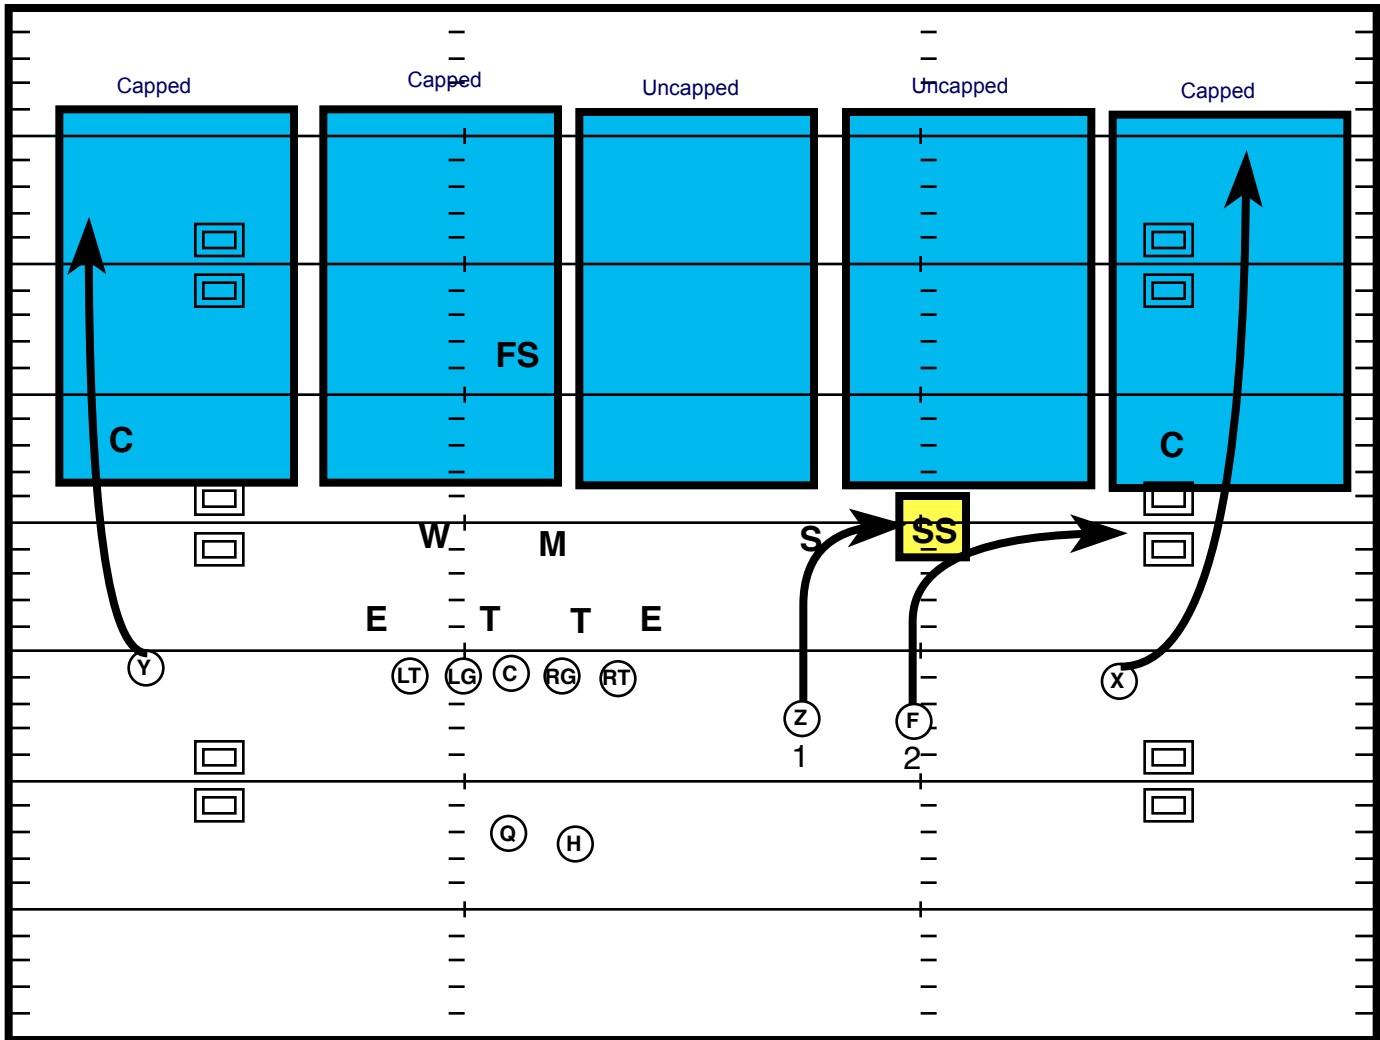 Capped Capped Uncapped Uncapped Capped
FS
C C
W M S SS
E T T E
Y LT LG C RG RT X
Z F
1 2
Q H